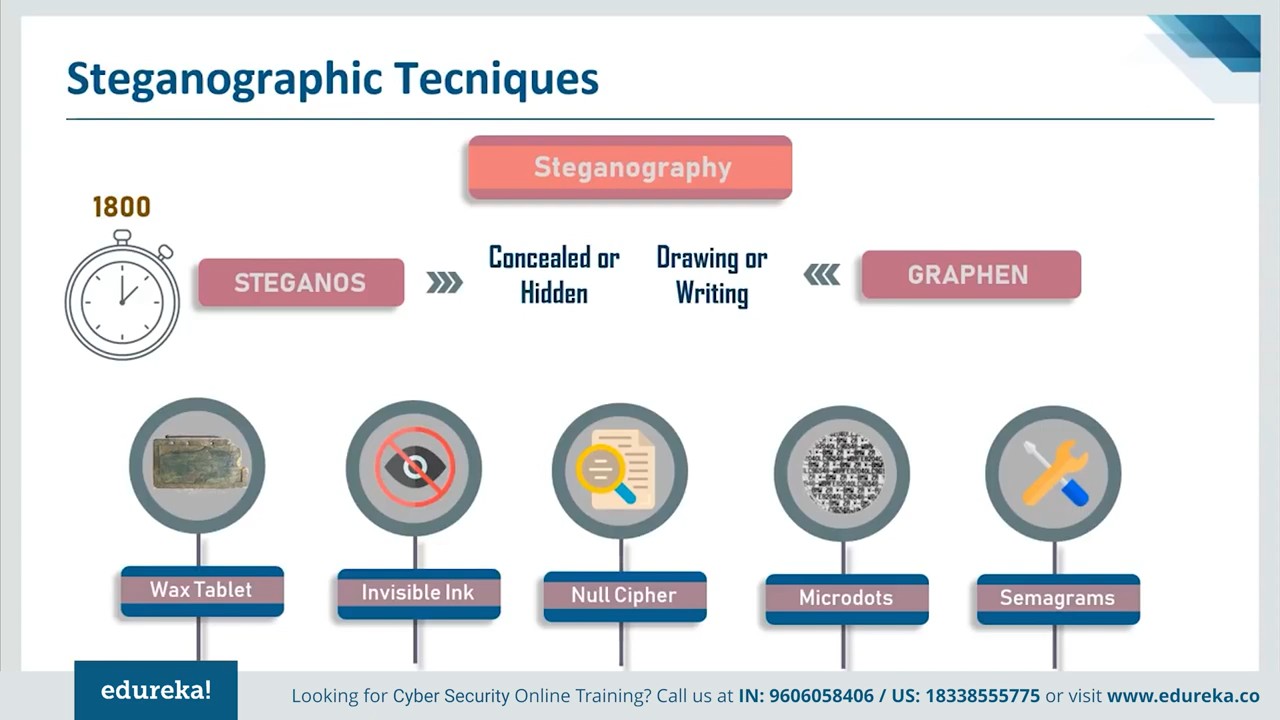 Steganographic Tecniques
Steganography
1800
STEGANOS
Concealed or
Hidden
Drawing or
Writing
GRAPHEN
Wax Tablet
Invisible Ink
Null Cipher
Microdots
Semagrams
edureka!
Looking for Cyber Security Online Training? Call us at IN: 9606058406 / US: 18338555775 or visit www.edureka.co